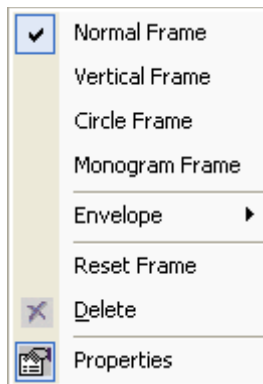 Normal Frame
Vertical Frame
Circle Frame
Monogram Frame
Envelope
Reset Frame
Delete
Properties